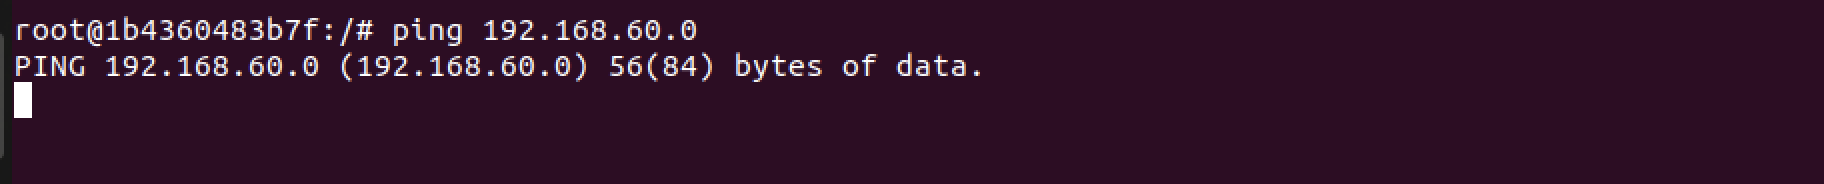 root@1b4360483b7f:/# ping 192.168.60.0
PING 192.168.60.0 (192.168.60.0) 56(84) bytes of data.